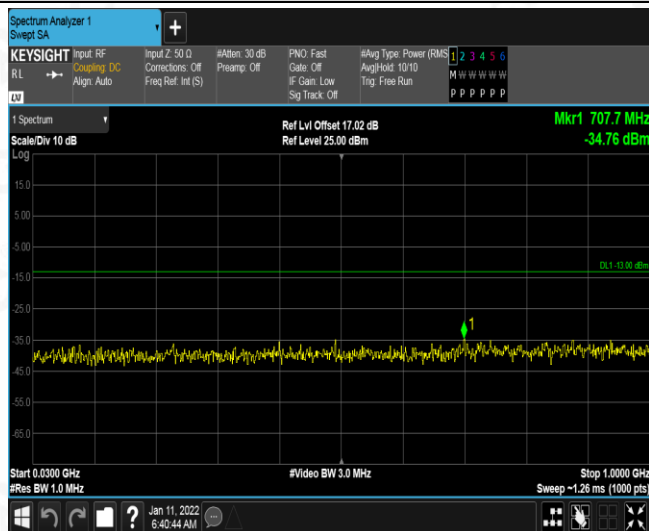 Spectrum Analyzer 1
Swept SA
+
KEYSIGHT
RL
LXI
Input: RF
Coupling: DC
Align: Auto
Input Z: 50 Ω
Corrections: Off
Freq Ref: Int (S)
#Atten: 30 dB
Preamp: Off
PNO: Fast
Gate: Off
IF Gain: Low
Sig Track: Off
#Avg Type: Power (RMS
Avg|Hold: 10/10
Trig: Free Run
1 2 3 4 5 6
M W W W W W
P P P P P P
1 Spectrum
Scale/Div 10 dB
Log
Ref Lvl Offset 17.02 dB
Ref Level 25.00 dBm
Mkr1 707.7 MHz
-34.76 dBm
15.0
5.00
-5.00
DL1 -13.00 dBm
-15.0
-25.0
1
-35.0
-45.0
-55.0
-65.0
Start 0.0300 GHz
#Res BW 1.0 MHz
#Video BW 3.0 MHz
Stop 1.0000 GHz
Sweep ~1.26 ms (1000 pts)
?
Jan 11, 2022
6:40:44 AM